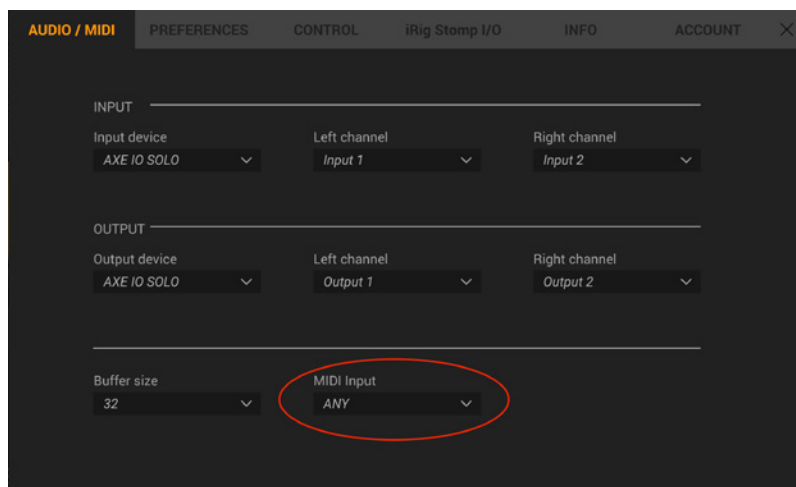 AUDIO / MIDI PREFERENCES CONTROL iRig Stomp I/O INFO ACCOUNT
INPUT
Input device Left channel Right channel
AXE IO SOLO Input 1 Input 2
OUTPUT
Output device Left channel Right channel
AXE IO SOLO Output 1 Output 2
Buffer size MIDI Input
32 ANY